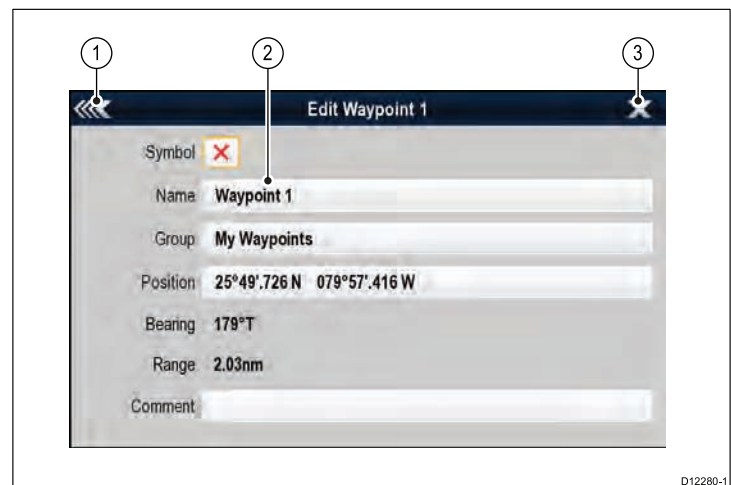 1 2 3
Edit Waypoint 1
Symbol
Name Waypoint 1
Group My Waypoints
Position 25°49'.726 N 079°57'.416 W
Bearing 179°T
Range 2.03nm
Comment
D12280-1